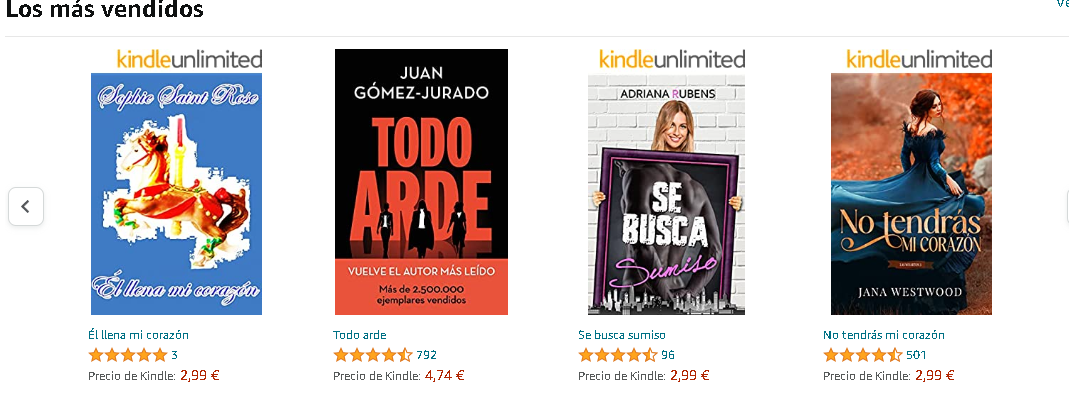 Los más vendidos
kindleunlimited
Sophie Saint Rose
Él llena mi corazón
Él llena mi corazón
3
Precio de Kindle: 2,99 €
JUAN
GÓMEZ-JURADO
TODO
ARDE
VUELVE EL AUTOR MÁS LEÍDO
Más de 2.500.000
ejemplares vendidos
Todo arde
792
Precio de Kindle: 4,74 €
kindleunlimited
ADRIANA RUBENS
SE
BUSCA
Sumiso
Se busca sumiso
96
Precio de Kindle: 2,99 €
kindleunlimited
No tendrás
MI CORAZÓN
JANA WESTWOOD
No tendrás mi corazón
501
Precio de Kindle: 2,99 €